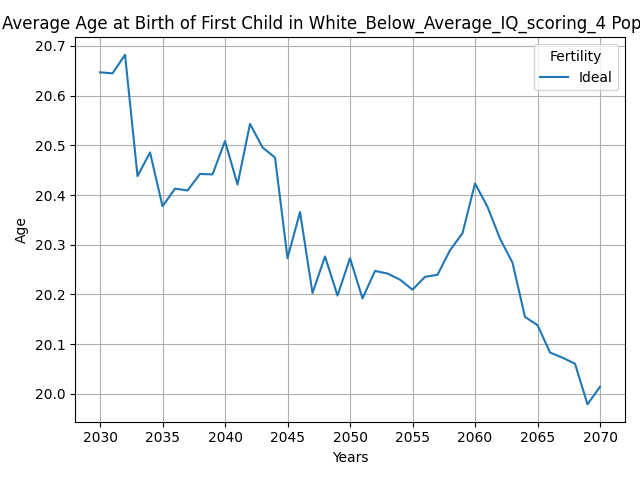 Average Age at Birth of First Child in White_Below_Average_IQ_scoring_4 Pop
20.7
20.6
20.5
20.4
20.3
20.2
20.1
20.0
Age
Fertility
Ideal
2030 2035 2040 2045 2050 2055 2060 2065 2070
Years